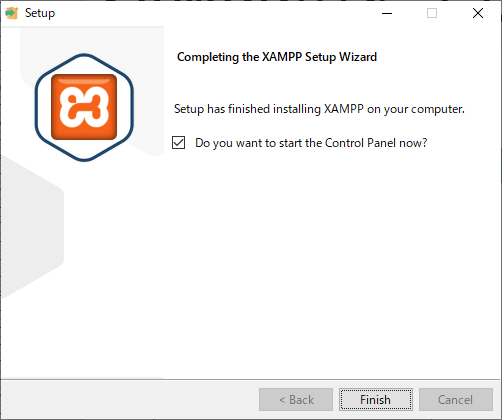 Setup
Completing the XAMPP Setup Wizard
Setup has finished installing XAMPP on your computer.
Do you want to start the Control Panel now?
< Back
Finish
Cancel